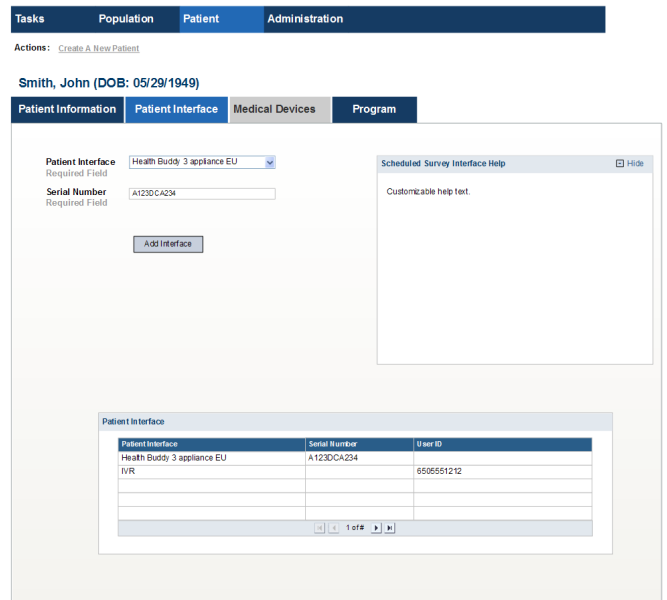 Tasks Population Patient Administration
Actions: Create A New Patient
Smith, John (DOB: 05/29/1949)
Patient Information Patient Interface Medical Devices Program
Patient Interface Health Buddy 3 appliance EU
Required Field
Serial Number A123DCA234
Required Field
Add Interface
Scheduled Survey Interface Help Hide
Customizable help text.
Patient Interface
Patient Interface Serial Number User ID
Health Buddy 3 appliance EU A123DCA234
IVR 6505551212
1 of #